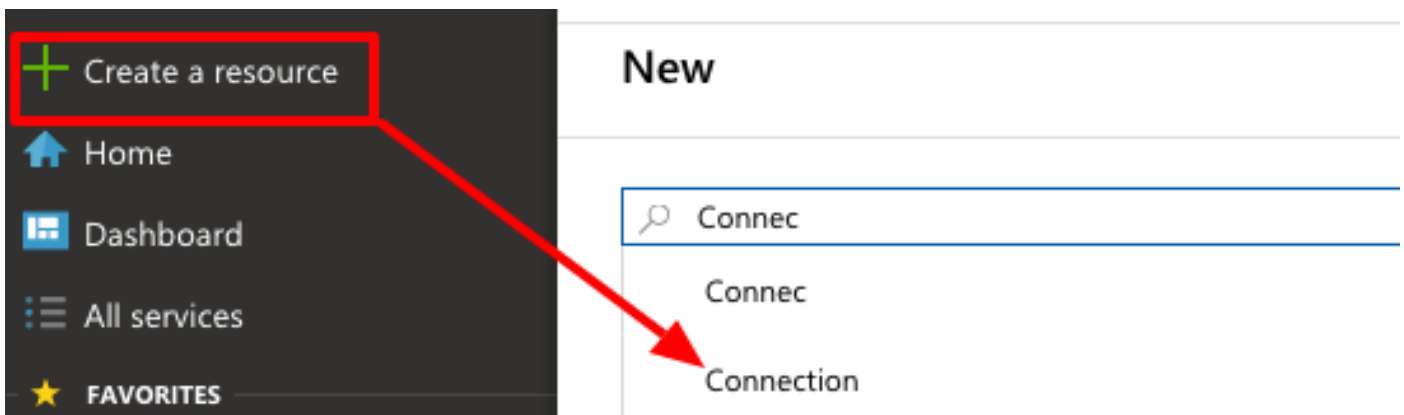 Create a resource
Home
Dashboard
All services
FAVORITES
New
Connec
Connec
Connection